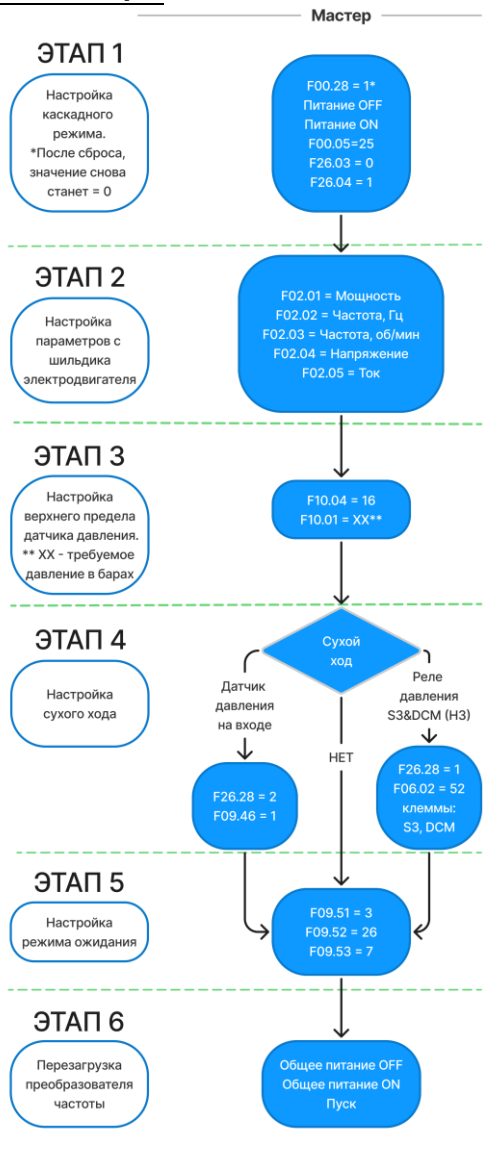 Мастер
ЭТАП 1
Настройка
каскадного
режима.
*После сброса,
значение снова
станет = 0
F00.28 = 1*
Питание OFF
Питание ON
F00.05=25
F26.03 = 0
F26.04 = 1
ЭТАП 2
Настройка
параметров с
шильдика
электродвигателя
F02.01 = Мощность
F02.02 = Частота, Гц
F02.03 = Частота, об/мин
F02.04 = Напряжение
F02.05 = Ток
ЭТАП 3
Настройка
верхнего предела
датчика давления.
** XX - требуемое
давление в барах
F10.04 = 16
F10.01 = XX**
ЭТАП 4
Настройка
сухого хода
Сухой
ход
Датчик
давления
на входе
НЕТ
Реле
давления
S3&DCM (НЗ)
F26.28 = 2
F09.46 = 1
F26.28 = 1
F06.02 = 52
клеммы:
S3, DCM
ЭТАП 5
Настройка
режима ожидания
F09.51 = 3
F09.52 = 26
F09.53 = 7
ЭТАП 6
Перезагрузка
преобразователя
частоты
Общее питание OFF
Общее питание ON
Пуск